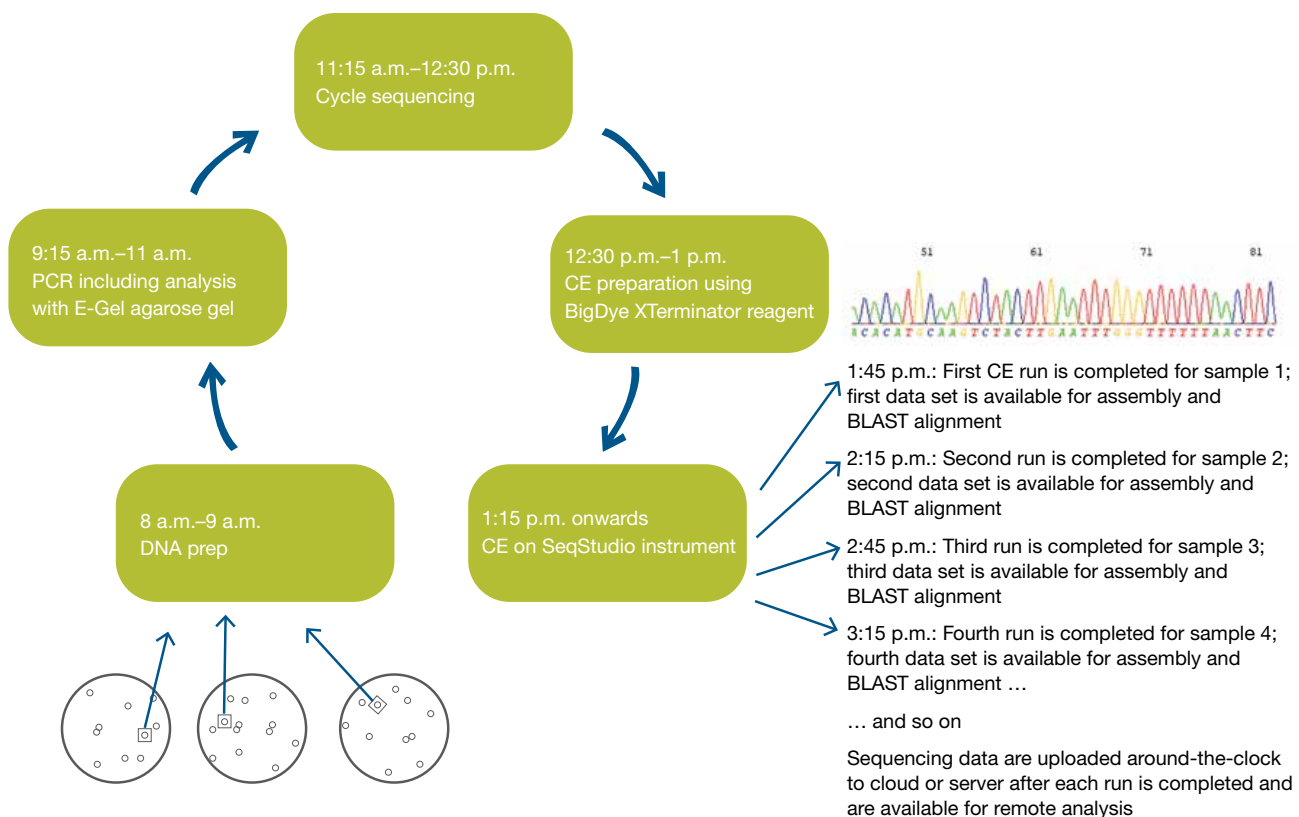 11:15 a.m.–12:30 p.m.
Cycle sequencing
9:15 a.m.–11 a.m.
PCR including analysis
with E-Gel agarose gel
12:30 p.m.–1 p.m.
CE preparation using
BigDye XTerminator reagent
8 a.m.–9 a.m.
DNA prep
1:15 p.m. onwards
CE on SeqStudio instrument
51 61 71 81
ACACATGCAAGTCTACTTGAATTTGGGTTTTTTAACTTC
1:45 p.m.: First CE run is completed for sample 1;
first data set is available for assembly and
BLAST alignment
2:15 p.m.: Second run is completed for sample 2;
second data set is available for assembly and
BLAST alignment
2:45 p.m.: Third run is completed for sample 3;
third data set is available for assembly and
BLAST alignment
3:15 p.m.: Fourth run is completed for sample 4;
fourth data set is available for assembly and
BLAST alignment …
… and so on
Sequencing data are uploaded around-the-clock
to cloud or server after each run is completed and
are available for remote analysis